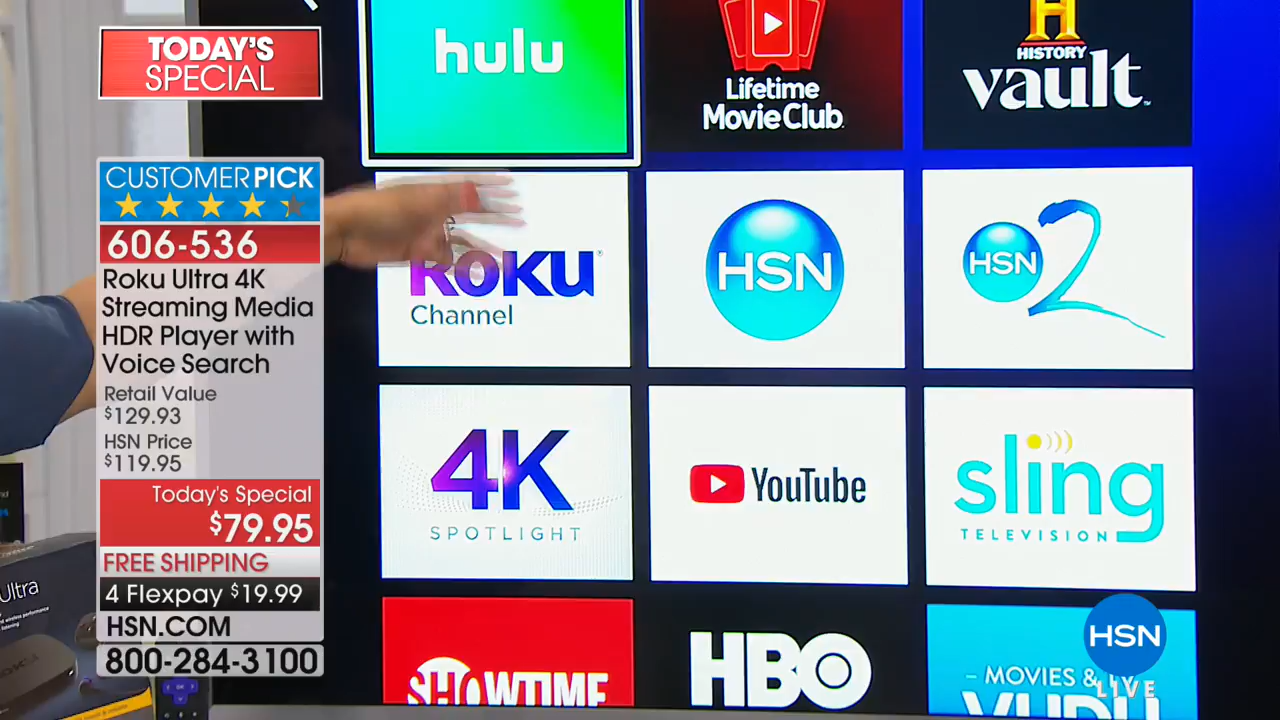 TODAY'S
SPECIAL
CUSTOMER PICK
606-536
Roku Ultra 4K
Streaming Media
HDR Player with
Voice Search
Retail Value
$129.93
HSN Price
$119.95
Today's Special
$79.95
FREE SHIPPING
4 Flexpay $19.99
HSN.COM
800-284-3100
hulu
Lifetime
Movie Club
HISTORY
vault
Roku
Channel
HSN
HSN 2
4K
SPOTLIGHT
YouTube
sling
TELEVISION
SHOWTIME
HBO
MOVIES &
VUDU
HSN
LIVE
Ultra